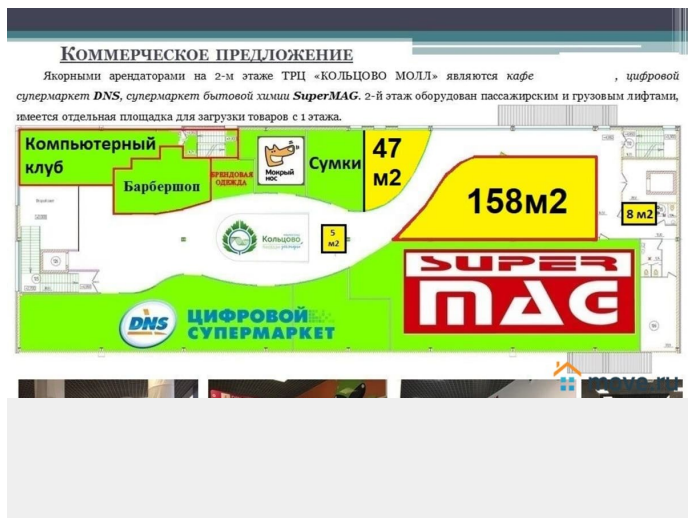 КОММЕРЧЕСКОЕ ПРЕДЛОЖЕНИЕ
Якорными арендаторами на 2-м этаже ТРЦ «КОЛЬЦОВО МОЛЛ» являются кафе , цифровой
супермаркет DNS, супермаркет бытовой химии SuperMAG. 2-й этаж оборудован пассажирским и грузовым лифтами,
имеется отдельная площадка для загрузки товаров с 1 этажа.
Компьютерный
клуб
Барбершоп
БРЕНДОВАЯ
ОДЕЖДА
Мокрый
нос
Сумки
47
м2
158м2
8 м2
5
м2
Кольцово
SUPER
MAG
DNS
ЦИФРОВОЙ
СУПЕРМАРКЕТ
move.ru